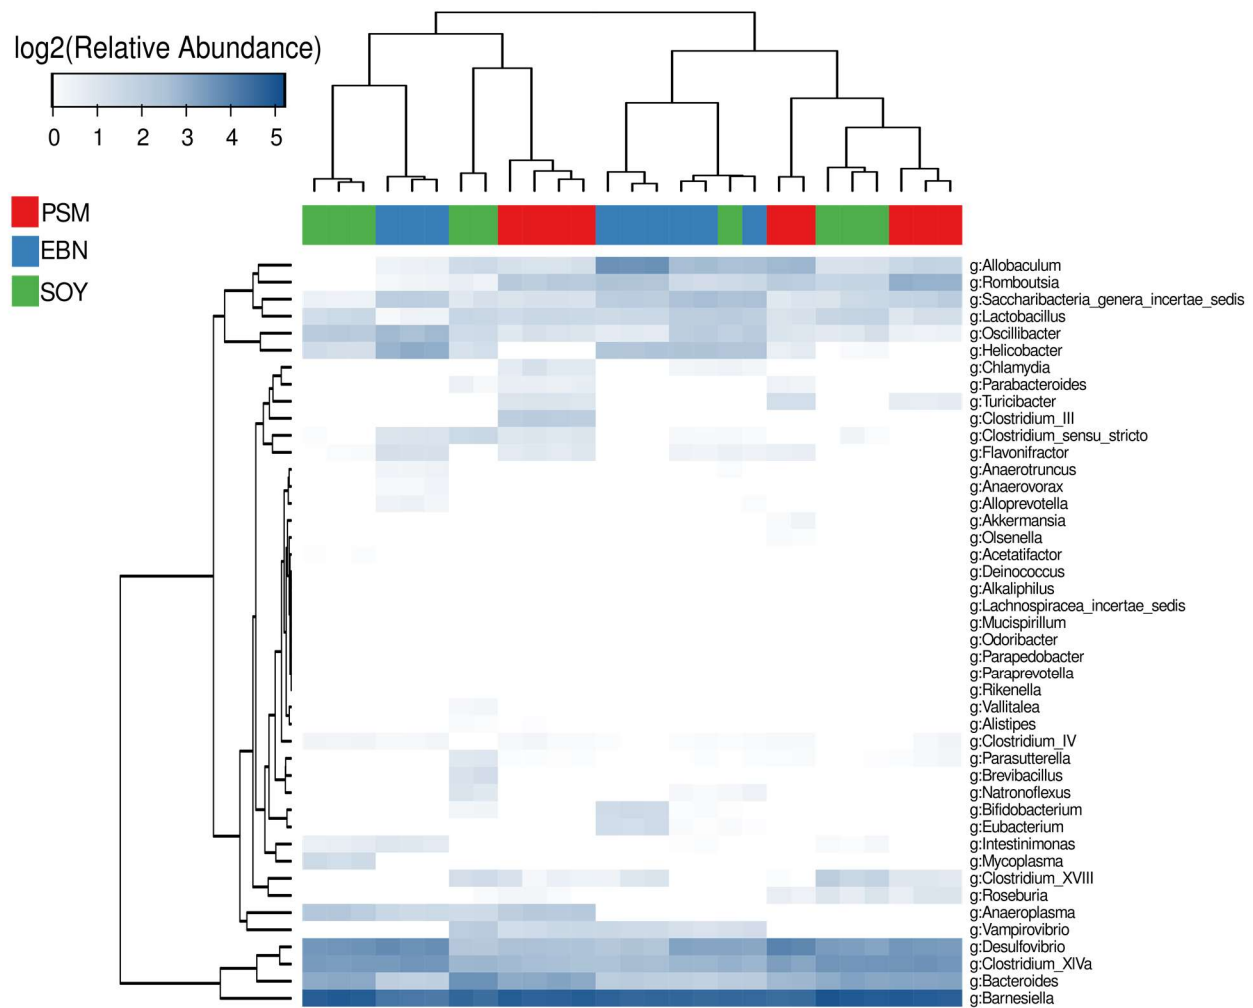 log2(Relative Abundance)
0 1 2 3 4 5
PSM
EBN
SOY
g:Allobaculum
g:Romboutsia
g:Saccharibacteria_genera_incertae_sedis
g:Lactobacillus
g:Oscillibacter
g:Helicobacter
g:Chlamydia
g:Parabacteroides
g:Turicibacter
g:Clostridium_III
g:Clostridium_sensu_stricto
g:Flavonifractor
g:Anaerotruncus
g:Anaerovorax
g:Alloprevotella
g:Akkermansia
g:Olsenella
g:Acetatifactor
g:Deinococcus
g:Alkaliphilus
g:Lachnospiracea_incertae_sedis
g:Mucispirillum
g:Odoribacter
g:Parapedobacter
g:Paraprevotella
g:Rikenella
g:Vallitalea
g:Alistipes
g:Clostridium_IV
g:Parasutterella
g:Brevibacillus
g:Natronoflexus
g:Bifidobacterium
g:Eubacterium
g:Intestinimonas
g:Mycoplasma
g:Clostridium_XVIII
g:Roseburia
g:Anaeroplasma
g:Vampirovibrio
g:Desulfovibrio
g:Clostridium_XlVa
g:Bacteroides
g:Barnesiella